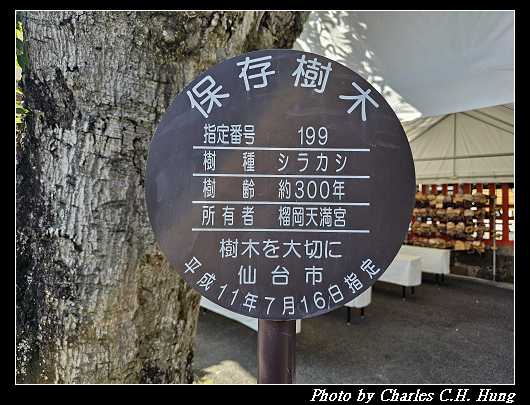 保存樹木
指定番号 199
樹種 シラカシ
樹齢 約300年
所有者 榴岡天満宮
樹木を大切に
仙台市
平成11年7月16日指定
Photo by Charles C.H. Hung